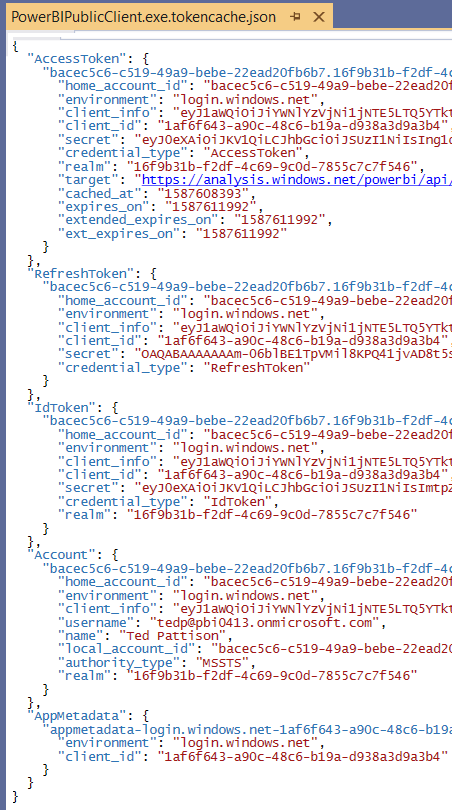 PowerBIPublicClient.exe.tokencache.json
{
"AccessToken": {
"bacec5c6-c519-49a9-bebe-22ead20fb6b7.16f9b31b-f2df-4c
"home_account_id": "bacec5c6-c519-49a9-bebe-22ead20
"environment": "login.windows.net",
"client_info": "eyJ1aWQiOiJiYWNlYzVjNi1jNTE5LTQ5YTkt
"client_id": "1af6f643-a90c-48c6-b19a-d938a3d9a3b4",
"secret": "eyJ0eXAiOiJKV1QiLCJhbGciOiJSUzI1NiIsIng1d
"credential_type": "AccessToken",
"realm": "16f9b31b-f2df-4c69-9c0d-7855c7c7f546",
"target": "https://analysis.windows.net/powerbi/api/
"cached_at": "1587608393",
"expires_on": "1587611992",
"extended_expires_on": "1587611992",
"ext_expires_on": "1587611992"
}
},
"RefreshToken": {
"bacec5c6-c519-49a9-bebe-22ead20fb6b7.16f9b31b-f2df-4c
"home_account_id": "bacec5c6-c519-49a9-bebe-22ead20
"environment": "login.windows.net",
"client_info": "eyJ1aWQiOiJiYWNlYzVjNi1jNTE5LTQ5YTkt
"client_id": "1af6f643-a90c-48c6-b19a-d938a3d9a3b4",
"secret": "OAQABAAAAAAAm-06blBE1TpVMil8KPQ41jvAD8t5s
"credential_type": "RefreshToken"
}
},
"IdToken": {
"bacec5c6-c519-49a9-bebe-22ead20fb6b7.16f9b31b-f2df-4c
"home_account_id": "bacec5c6-c519-49a9-bebe-22ead20
"environment": "login.windows.net",
"client_info": "eyJ1aWQiOiJiYWNlYzVjNi1jNTE5LTQ5YTkt
"client_id": "1af6f643-a90c-48c6-b19a-d938a3d9a3b4",
"secret": "eyJ0eXAiOiJKV1QiLCJhbGciOiJSUzI1NiIsImtpZ
"credential_type": "IdToken",
"realm": "16f9b31b-f2df-4c69-9c0d-7855c7c7f546"
}
},
"Account": {
"bacec5c6-c519-49a9-bebe-22ead20fb6b7.16f9b31b-f2df-4c
"home_account_id": "bacec5c6-c519-49a9-bebe-22ead20
"environment": "login.windows.net",
"client_info": "eyJ1aWQiOiJiYWNlYzVjNi1jNTE5LTQ5YTkt
"username": "tedp@pbi0413.onmicrosoft.com",
"name": "Ted Pattison",
"local_account_id": "bacec5c6-c519-49a9-bebe-22ead20
"authority_type": "MSSTS",
"realm": "16f9b31b-f2df-4c69-9c0d-7855c7c7f546"
}
},
"AppMetadata": {
"appmetadata-login.windows.net-1af6f643-a90c-48c6-b19a
"environment": "login.windows.net",
"client_id": "1af6f643-a90c-48c6-b19a-d938a3d9a3b4"
}
}
}